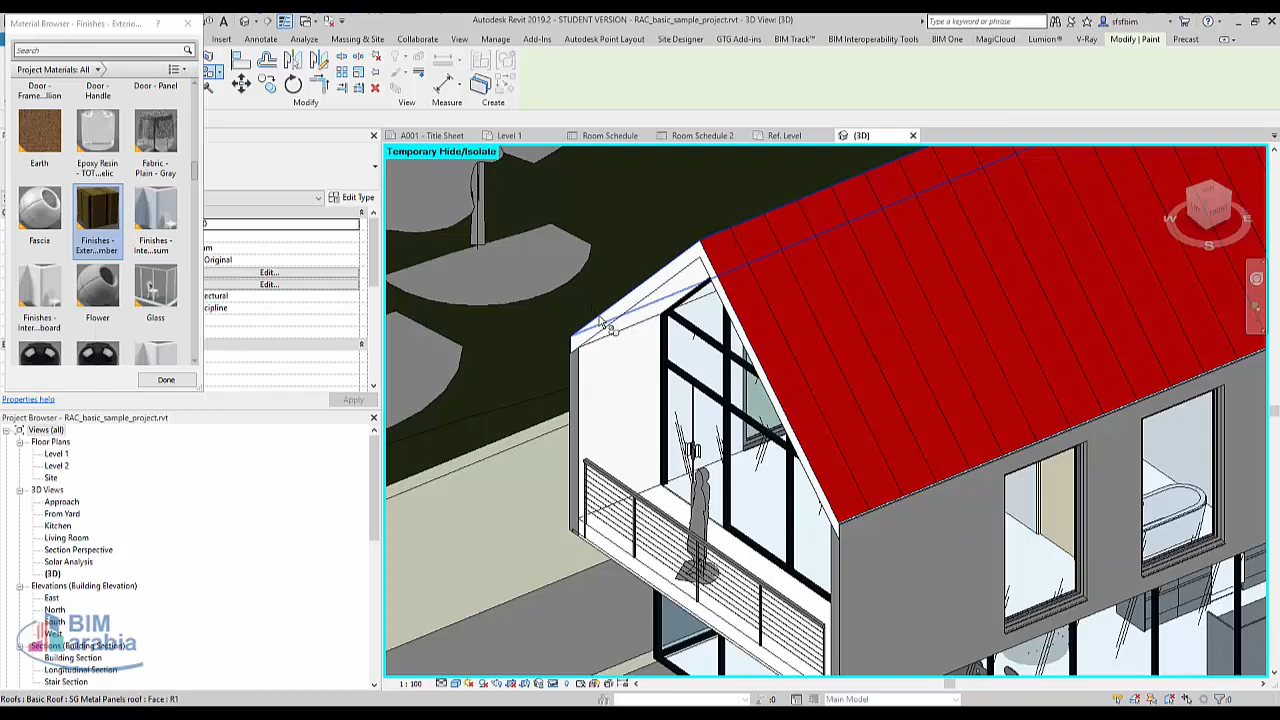 Material Browser - Finishes - Exterio...
?
Autodesk Revit 2019.2 - STUDENT VERSION - RAC_basic_sample_project.rvt - 3D View: {3D}
Type a keyword or phrase
sfsfbim
Insert Annotate Analyze Massing & Site Collaborate View Manage Add-Ins Autodesk Point Layout Site Designer GTG Add-ins BIM Track™ BIM Interoperability Tools BIM One MagiCloud Lumion® V-Ray Modify | Paint Precast
Search
Project Materials: All
Door - Frame...llion
Door - Handle
Door - Panel
Modify
View
Measure
Create
A001 - Title Sheet
Level 1
Room Schedule
Room Schedule 2
Ref. Level
{3D}
Temporary Hide/Isolate
Earth
Epoxy Resin - TOT...elic
Fabric - Plain - Gray
Edit Type
Fascia
Finishes - Exter...mber
Finishes - Inte...sum
Original
Edit...
Edit...
Finishes - Inter...board
Flower
Glass
Done
Properties help
Apply
Project Browser - RAC_basic_sample_project.rvt
Views (all)
Floor Plans
Level 1
Level 2
Site
3D Views
Approach
From Yard
Kitchen
Living Room
Section Perspective
Solar Analysis
{3D}
Elevations (Building Elevation)
East
North
South
West
Sections (Building Section)
Building Section
Longitudinal Section
Stair Section
BIM
arabia
W
S
E
1 : 100
Roofs : Basic Roof : SG Metal Panels roof : Face : R1
:0
Main Model
:0